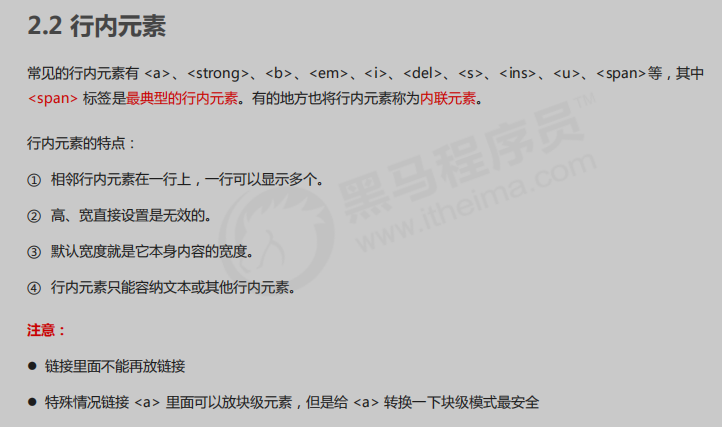 2.2 行内元素
常见的行内元素有 <a>、<strong>、<b>、<em>、<i>、<del>、<s>、<ins>、<u>、<span>等，其中
<span> 标签是最典型的行内元素。有的地方也将行内元素称为内联元素。
行内元素的特点：
① 相邻行内元素在一行上，一行可以显示多个。
② 高、宽直接设置是无效的。
③ 默认宽度就是它本身内容的宽度。
④ 行内元素只能容纳文本或其他行内元素。
注意：
● 链接里面不能再放链接
● 特殊情况链接 <a> 里面可以放块级元素，但是给 <a> 转换一下块级模式最安全
黑马程序员™
www.itheima.com